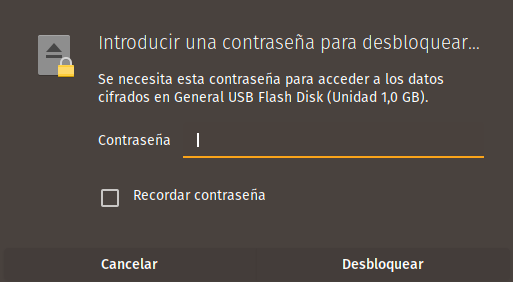 Introducir una contraseña para desbloquear...
Se necesita esta contraseña para acceder a los datos
cifrados en General USB Flash Disk (Unidad 1,0 GB).
Contraseña
Recordar contraseña
Cancelar
Desbloquear